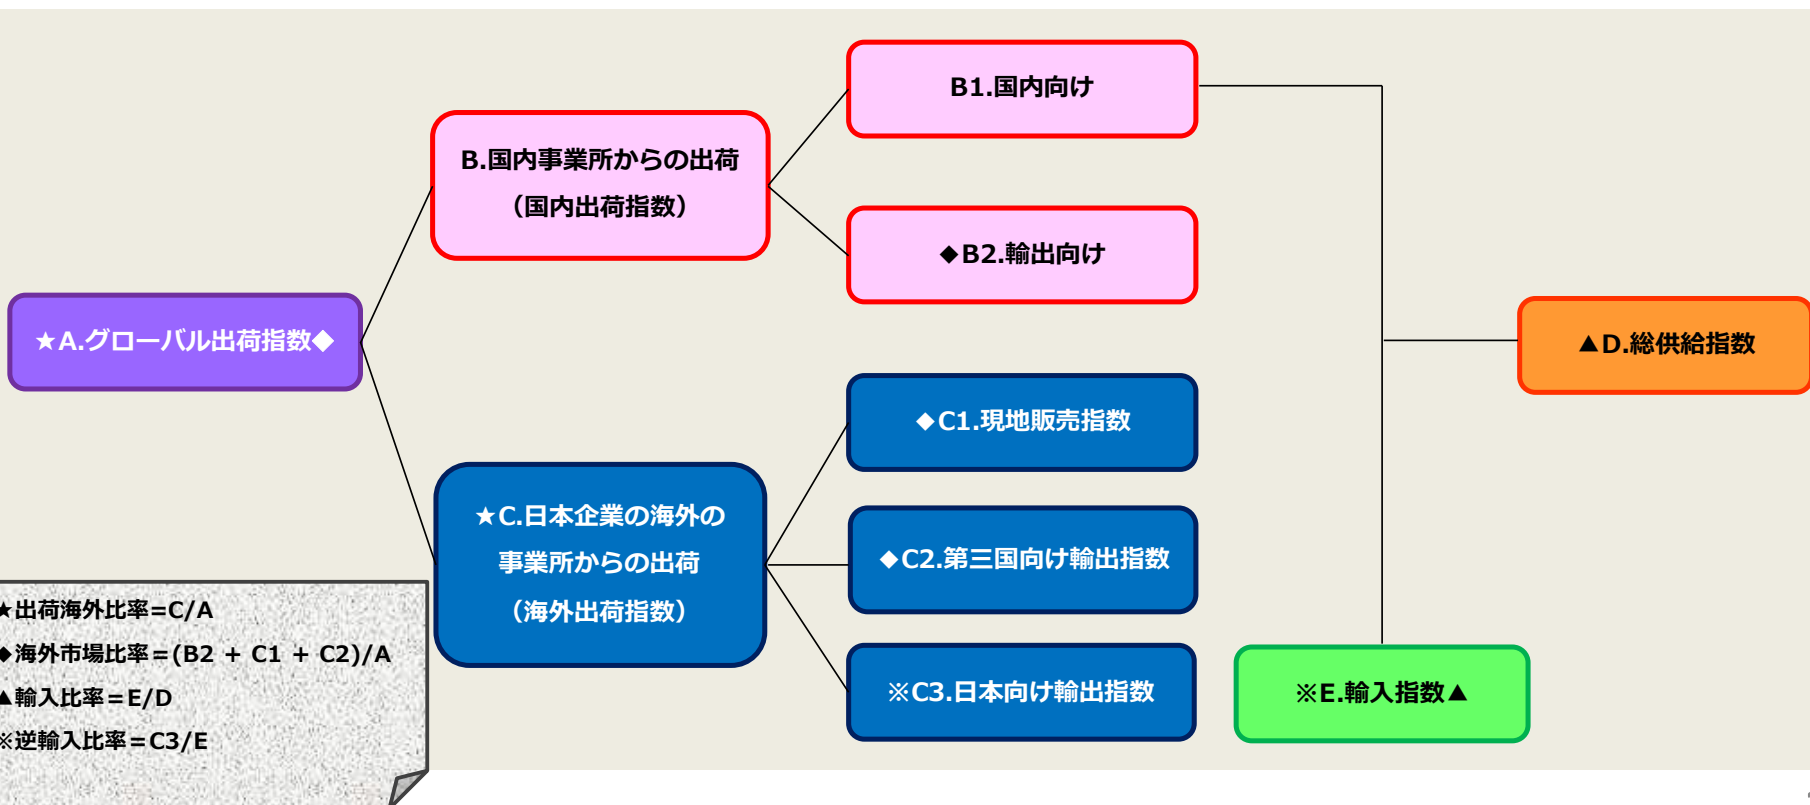 B1.国内向け
B.国内事業所からの出荷
（国内出荷指数）
◆B2.輸出向け
★A.グローバル出荷指数◆
▲D.総供給指数
◆C1.現地販売指数
★C.日本企業の海外の
事業所からの出荷
（海外出荷指数）
◆C2.第三国向け輸出指数
※C3.日本向け輸出指数
※E.輸入指数▲
★出荷海外比率＝C/A
◆海外市場比率＝(B2 + C1 + C2)/A
▲輸入比率＝E/D
※逆輸入比率＝C3/E